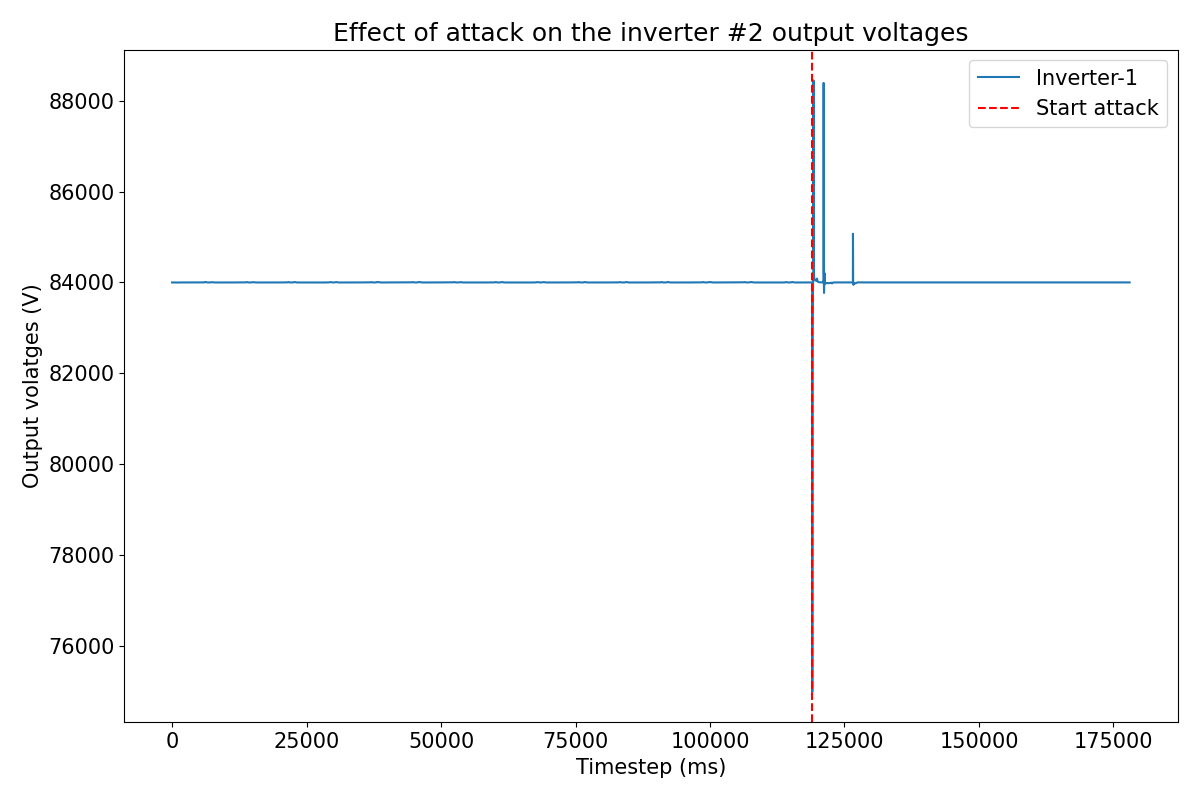 Effect of attack on the inverter #2 output voltages
Inverter-1
Start attack
88000
86000
84000
82000
80000
78000
76000
Output volatges (V)
0 25000 50000 75000 100000 125000 150000 175000
Timestep (ms)